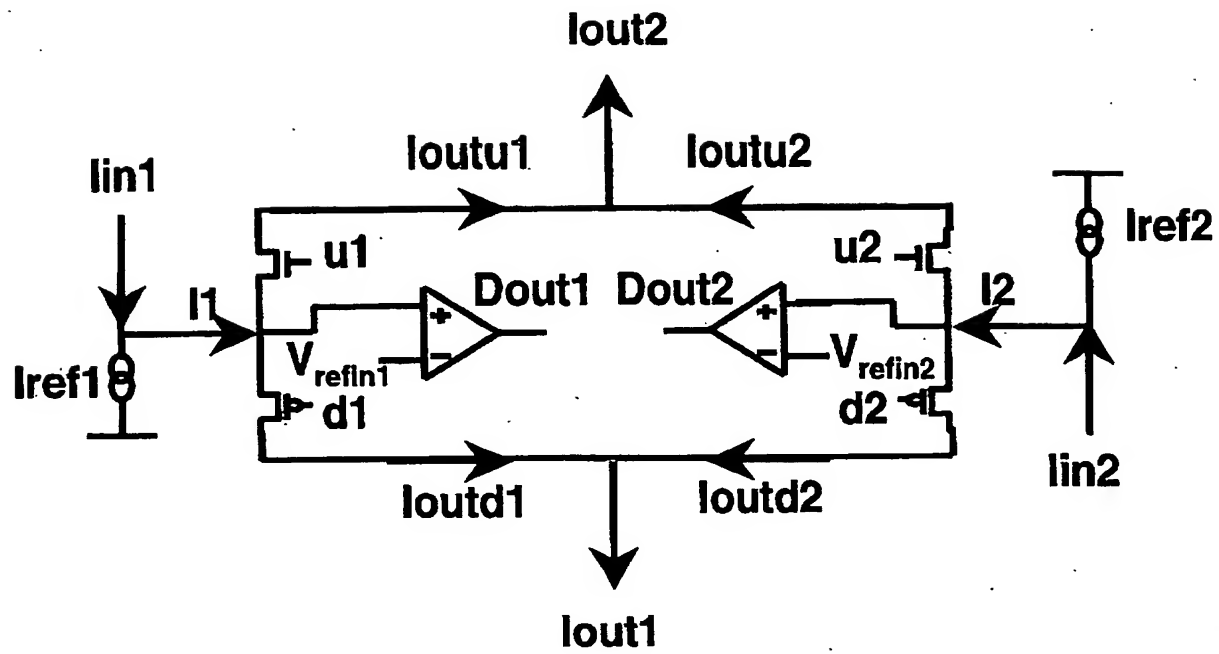 Iout2
Ioutu1 Ioutu2
Iin1
u1 u2 Iref2
I1 Dout1 Dout2 I2
+ +
Iref1 Vrefin1 − − Vrefin2
d1 d2
Ioutd1 Ioutd2 Iin2
Iout1